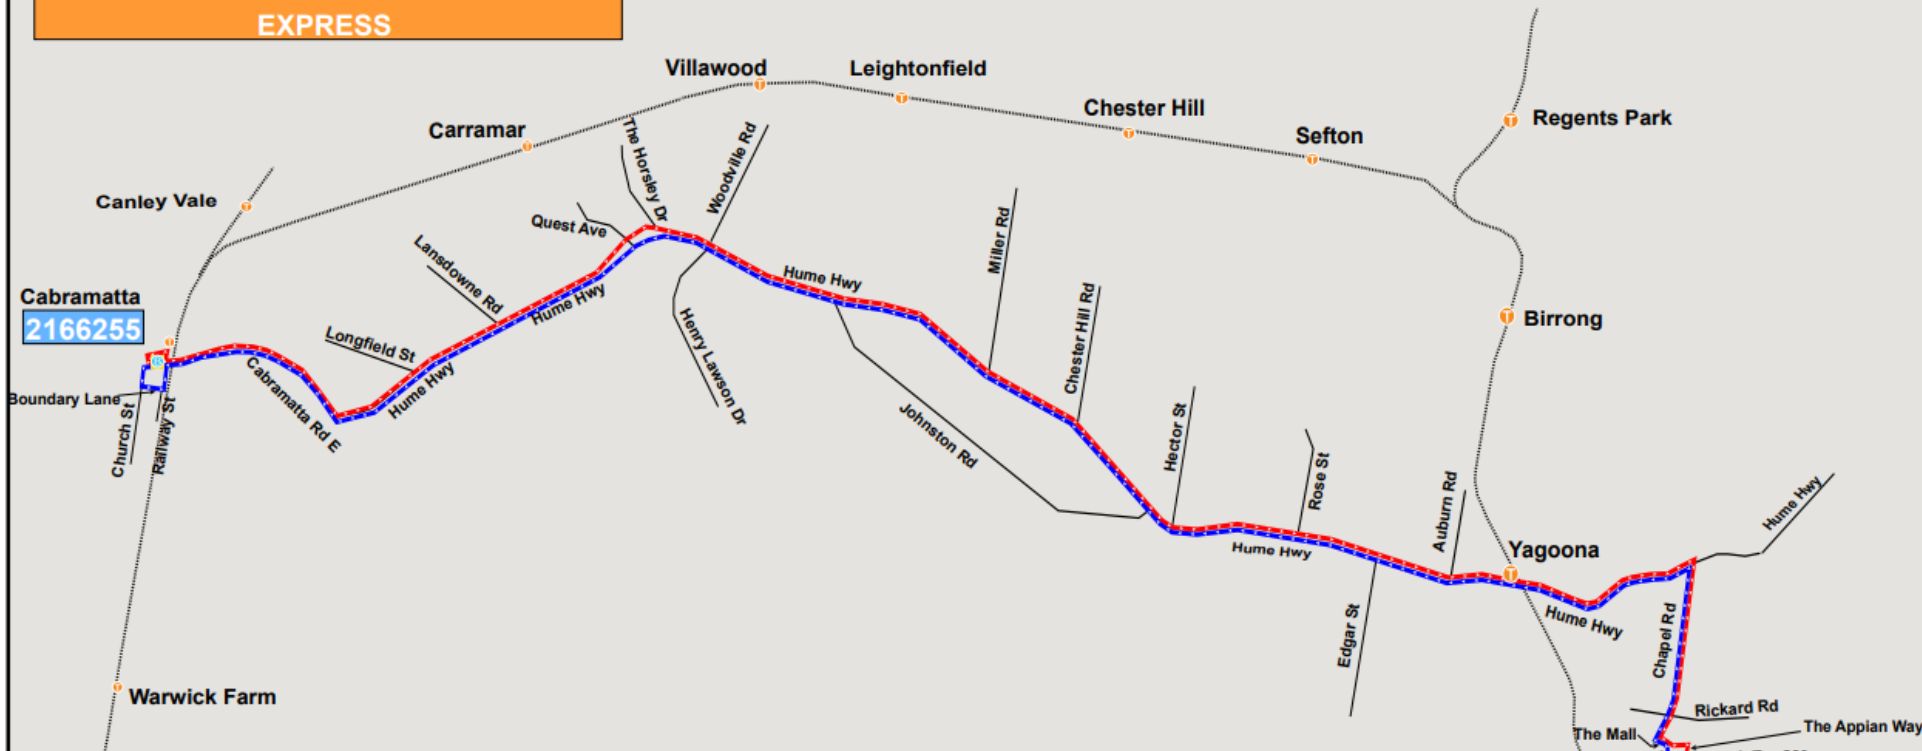 EXPRESS
Villawood
Leightonfield
Chester Hill
Sefton
Regents Park
Carramar
Canley Vale
The Horsley Dr
Woodville Rd
Quest Ave
Lansdowne Rd
Hume Hwy
Hume Hwy
Miller Rd
Cabramatta
2166255
Longfield St
Henry Lawson Dr
Chester Hill Rd
Birrong
Hume Hwy
Cabramatta Rd E
Boundary Lane
Church St
Railway St
Johnston Rd
Hector St
Rose St
Auburn Rd
Hume Hwy
Hume Hwy
Yagoona
Edgar St
Hume Hwy
Chapel Rd
Warwick Farm
Rickard Rd
The Mall
The Appian Way